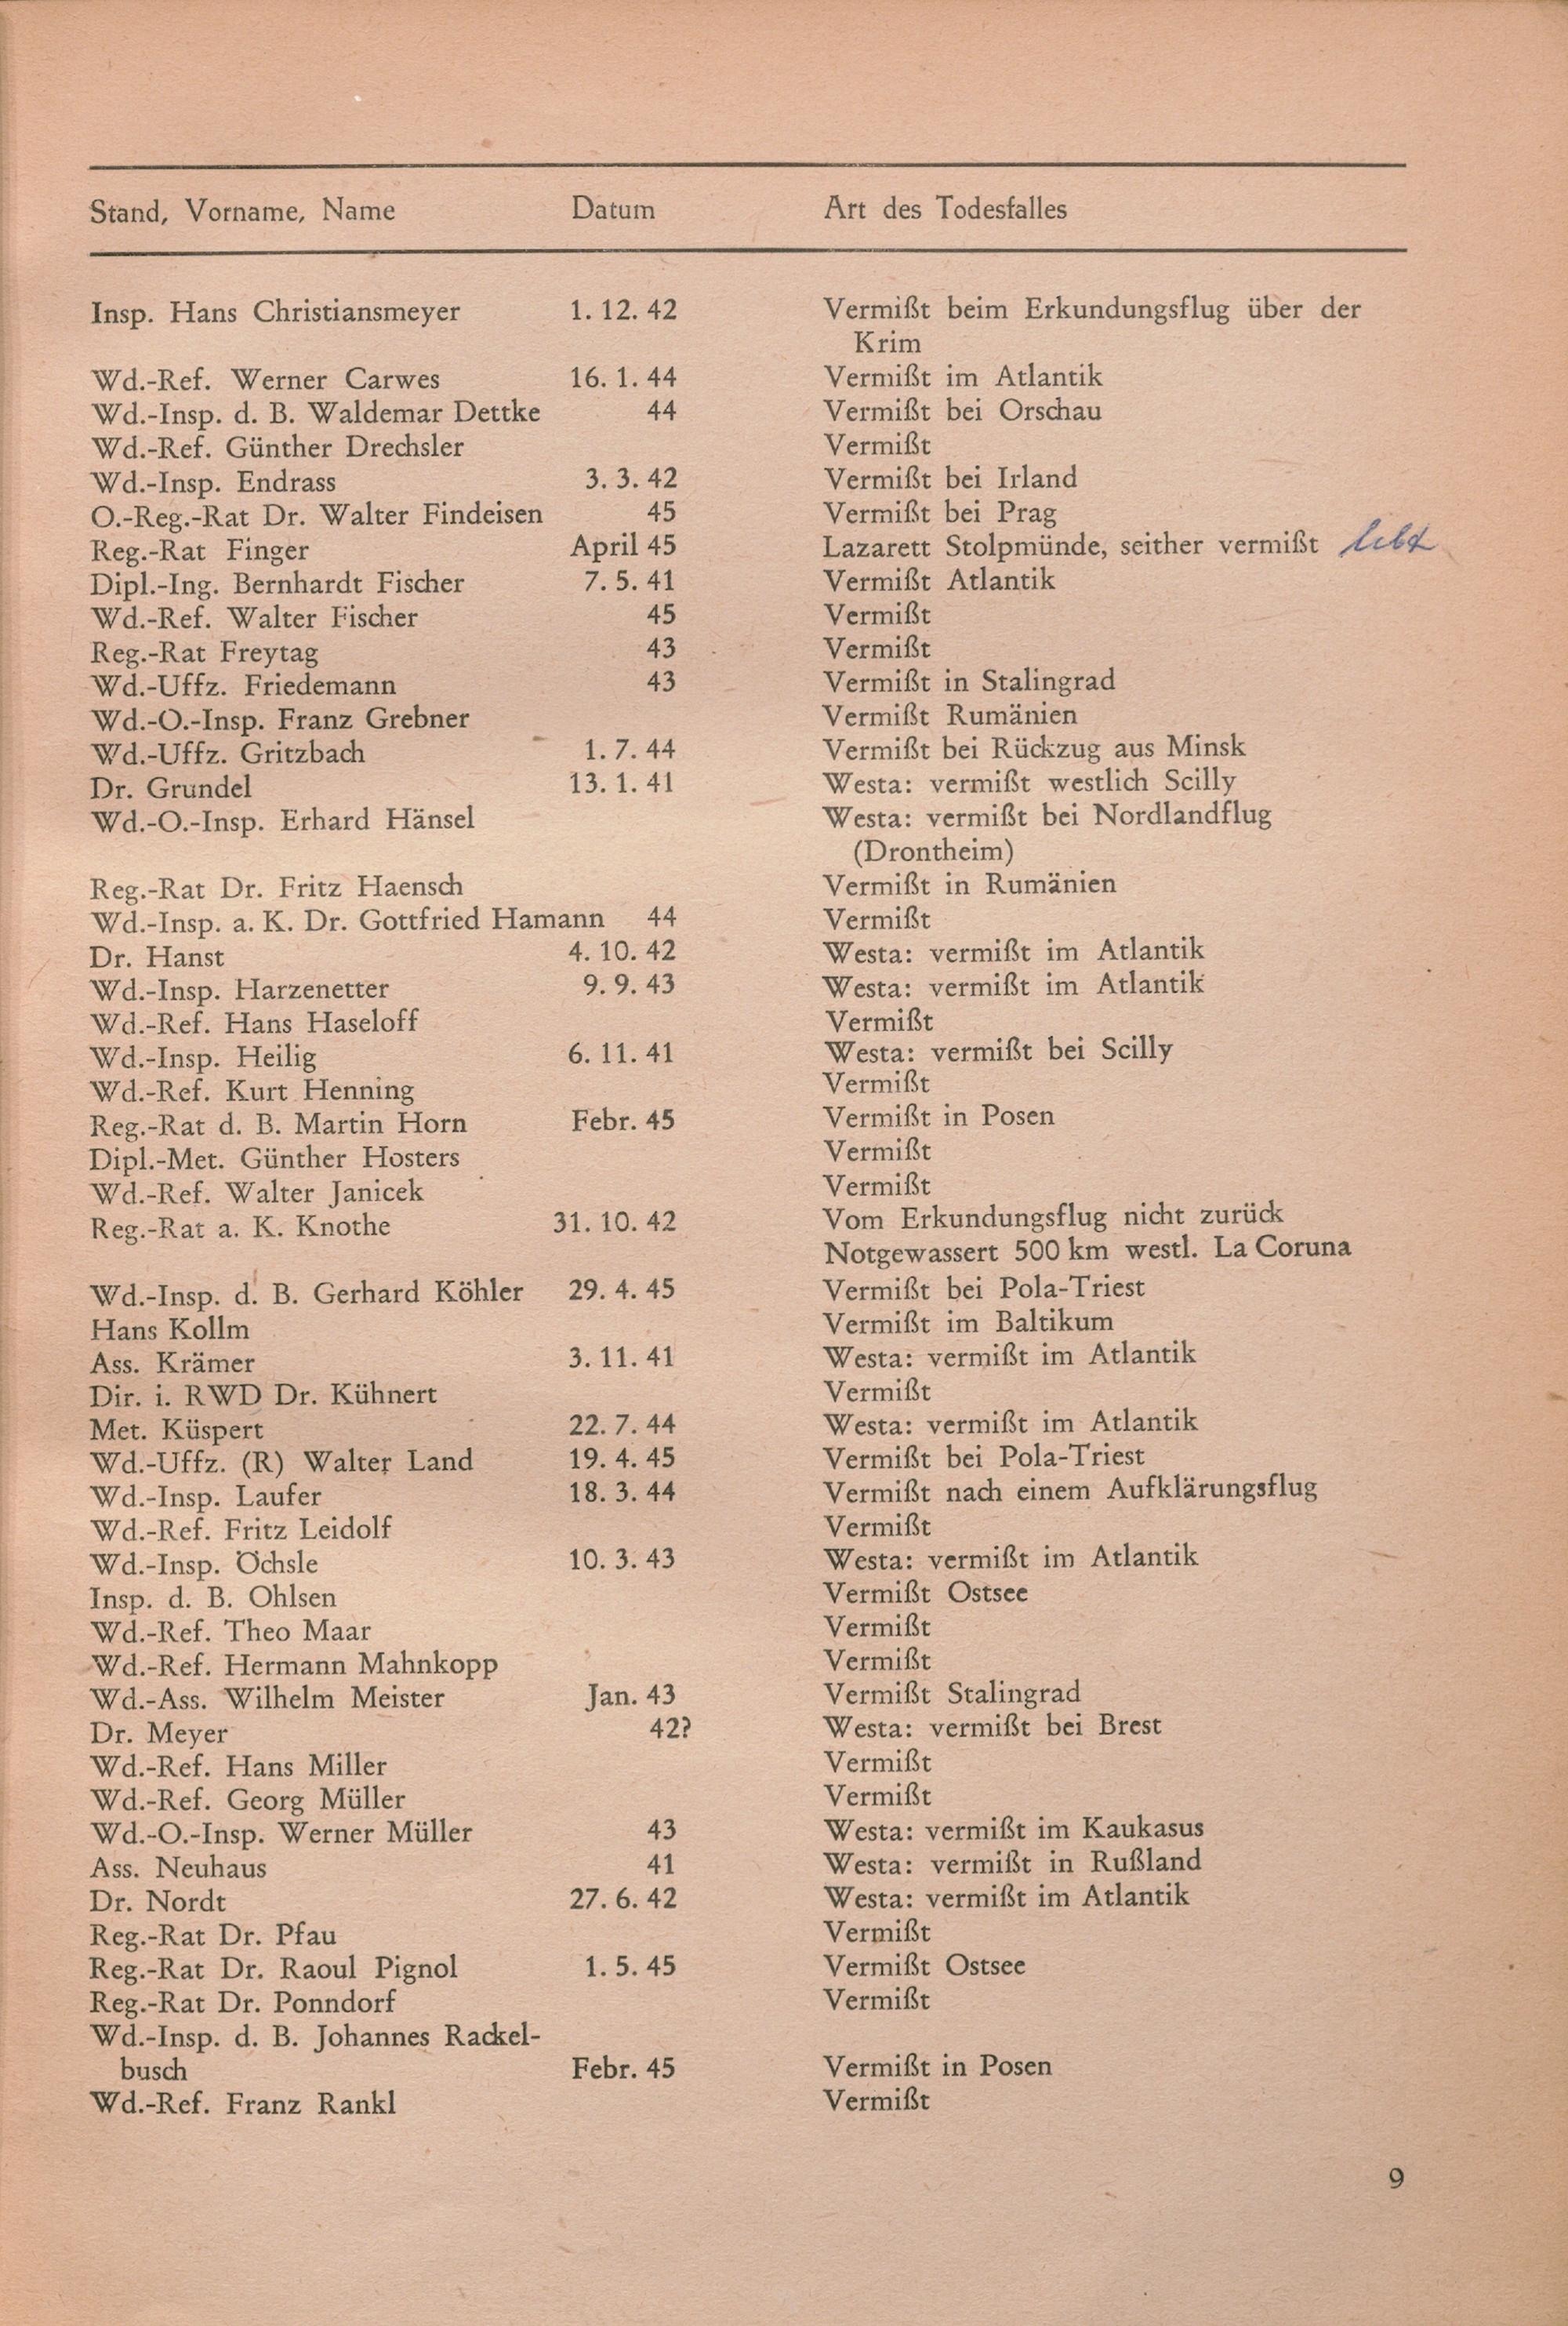 Stand, Vorname, Name Datum Art des Todesfalles
Insp. Hans Christiansmeyer 1. 12. 42 Vermißt beim Erkundungsflug über der
Krim
Wd.-Ref. Werner Carwes 16. 1. 44 Vermißt im Atlantik
Wd.-Insp. d. B. Waldemar Dettke 44 Vermißt bei Orschau
Wd.-Ref. Günther Drechsler Vermißt
Wd.-Insp. Endrass 3. 3. 42 Vermißt bei Irland
O.-Reg.-Rat Dr. Walter Findeisen 45 Vermißt bei Prag
Reg.-Rat Finger April 45 Lazarett Stolpmünde, seither vermißt lebt
Dipl.-Ing. Bernhardt Fischer 7. 5. 41 Vermißt Atlantik
Wd.-Ref. Walter Fischer 45 Vermißt
Reg.-Rat Freytag 43 Vermißt
Wd.-Uffz. Friedemann 43 Vermißt in Stalingrad
Wd.-O.-Insp. Franz Grebner Vermißt Rumänien
Wd.-Uffz. Gritzbach 1. 7. 44 Vermißt bei Rückzug aus Minsk
Dr. Grundel 13. 1. 41 Westa: vermißt westlich Scilly
Wd.-O.-Insp. Erhard Hänsel Westa: vermißt bei Nordlandflug
(Drontheim)
Reg.-Rat Dr. Fritz Haensch Vermißt in Rumänien
Wd.-Insp. a. K. Dr. Gottfried Hamann 44 Vermißt
Dr. Hanst 4. 10. 42 Westa: vermißt im Atlantik
Wd.-Insp. Harzenetter 9. 9. 43 Westa: vermißt im Atlantik
Wd.-Ref. Hans Haseloff Vermißt
Wd.-Insp. Heilig 6. 11. 41 Westa: vermißt bei Scilly
Wd.-Ref. Kurt Henning Vermißt
Reg.-Rat d. B. Martin Horn Febr. 45 Vermißt in Posen
Dipl.-Met. Günther Hosters Vermißt
Wd.-Ref. Walter Janicek Vermißt
Reg.-Rat a. K. Knothe 31. 10. 42 Vom Erkundungsflug nicht zurück
Notgewassert 500 km westl. La Coruna
Wd.-Insp. d. B. Gerhard Köhler 29. 4. 45 Vermißt bei Pola-Triest
Hans Kollm Vermißt im Baltikum
Ass. Krämer 3. 11. 41 Westa: vermißt im Atlantik
Dir. i. RWD Dr. Kühnert Vermißt
Met. Küspert 22. 7. 44 Westa: vermißt im Atlantik
Wd.-Uffz. (R) Walter Land 19. 4. 45 Vermißt bei Pola-Triest
Wd.-Insp. Laufer 18. 3. 44 Vermißt nach einem Aufklärungsflug
Wd.-Ref. Fritz Leidolf Vermißt
Wd.-Insp. Öchsle 10. 3. 43 Westa: vermißt im Atlantik
Insp. d. B. Ohlsen Vermißt Ostsee
Wd.-Ref. Theo Maar Vermißt
Wd.-Ref. Hermann Mahnkopp Vermißt
Wd.-Ass. Wilhelm Meister Jan. 43 Vermißt Stalingrad
Dr. Meyer 42? Westa: vermißt bei Brest
Wd.-Ref. Hans Miller Vermißt
Wd.-Ref. Georg Müller Vermißt
Wd.-O.-Insp. Werner Müller 43 Westa: vermißt im Kaukasus
Ass. Neuhaus 41 Westa: vermißt in Rußland
Dr. Nordt 27. 6. 42 Westa: vermißt im Atlantik
Reg.-Rat Dr. Pfau Vermißt
Reg.-Rat Dr. Raoul Pignol 1. 5. 45 Vermißt Ostsee
Reg.-Rat Dr. Ponndorf Vermißt
Wd.-Insp. d. B. Johannes Rackel-
busch Febr. 45 Vermißt in Posen
Wd.-Ref. Franz Rankl Vermißt
9